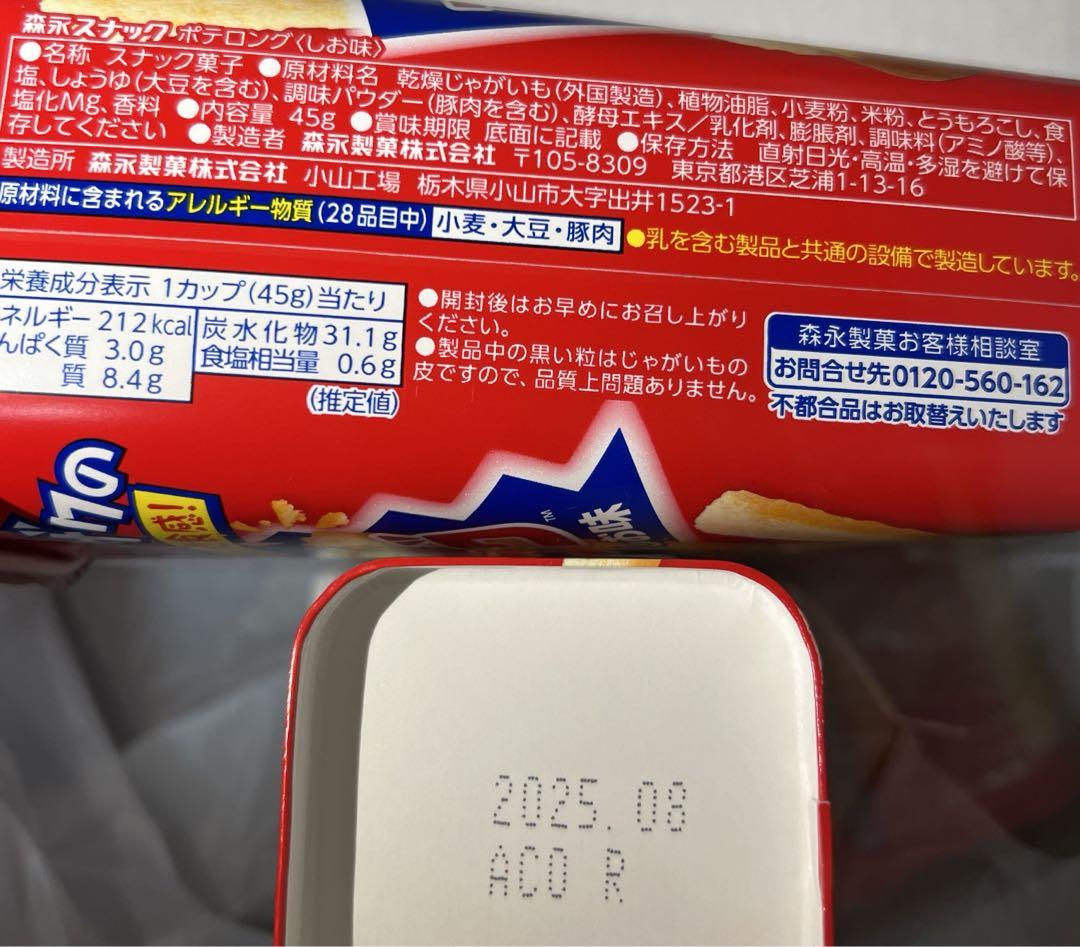 森永スナック ポテロング〈しお味〉
●名称 スナック菓子 ●原材料名 乾燥じゃがいも(外国製造)、植物油脂、小麦粉、米粉、とうもろこし、食
塩、しょうゆ(大豆を含む)、調味パウダー(豚肉を含む)、酵母エキス/乳化剤、膨脹剤、調味料(アミノ酸等)、
塩化Mg、香料 ●内容量 45g ●賞味期限 底面に記載 ●保存方法 直射日光・高温・多湿を避けて保
存してください ●製造者 森永製菓株式会社 〒105-8309 東京都港区芝浦1-13-16
製造所 森永製菓株式会社 小山工場 栃木県小山市大字出井1523-1
原材料に含まれるアレルギー物質(28品目中) 小麦・大豆・豚肉 ●乳を含む製品と共通の設備で製造しています。
栄養成分表示 1カップ(45g)当たり
ネルギー 212kcal 炭水化物 31.1g
んぱく質 3.0g 食塩相当量 0.6g
質 8.4g
(推定値)
●開封後はお早めにお召し上がり
ください。
●製品中の黒い粒はじゃがいもの
皮ですので、品質上問題ありません。
森永製菓お客様相談室
お問合せ先0120-560-162
不都合品はお取替えいたします
TM
味
2025.08
ACO R